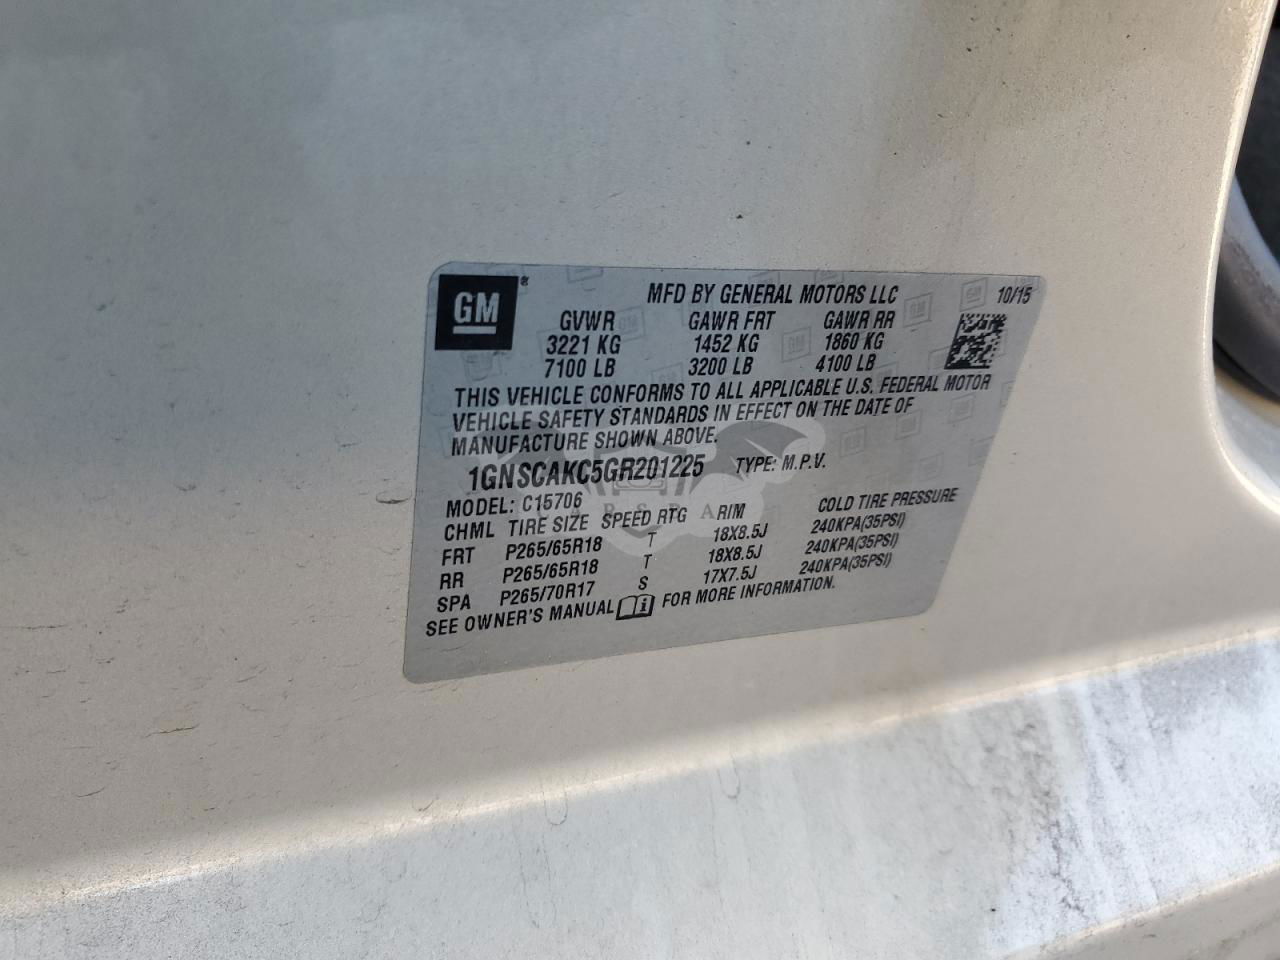 GM ® MFD BY GENERAL MOTORS LLC 10/15
GVWR GAWR FRT GAWR RR
3221 KG 1452 KG 1860 KG
7100 LB 3200 LB 4100 LB
THIS VEHICLE CONFORMS TO ALL APPLICABLE U.S. FEDERAL MOTOR
VEHICLE SAFETY STANDARDS IN EFFECT ON THE DATE OF
MANUFACTURE SHOWN ABOVE.
1GNSCAKC5GR201225 TYPE: M.P.V.
MODEL: C15706
CHML TIRE SIZE SPEED RTG RIM COLD TIRE PRESSURE
FRT P265/65R18 T 18X8.5J 240KPA(35PSI)
RR P265/65R18 T 18X8.5J 240KPA(35PSI)
SPA P265/70R17 S 17X7.5J 240KPA(35PSI)
SEE OWNER'S MANUAL i FOR MORE INFORMATION.